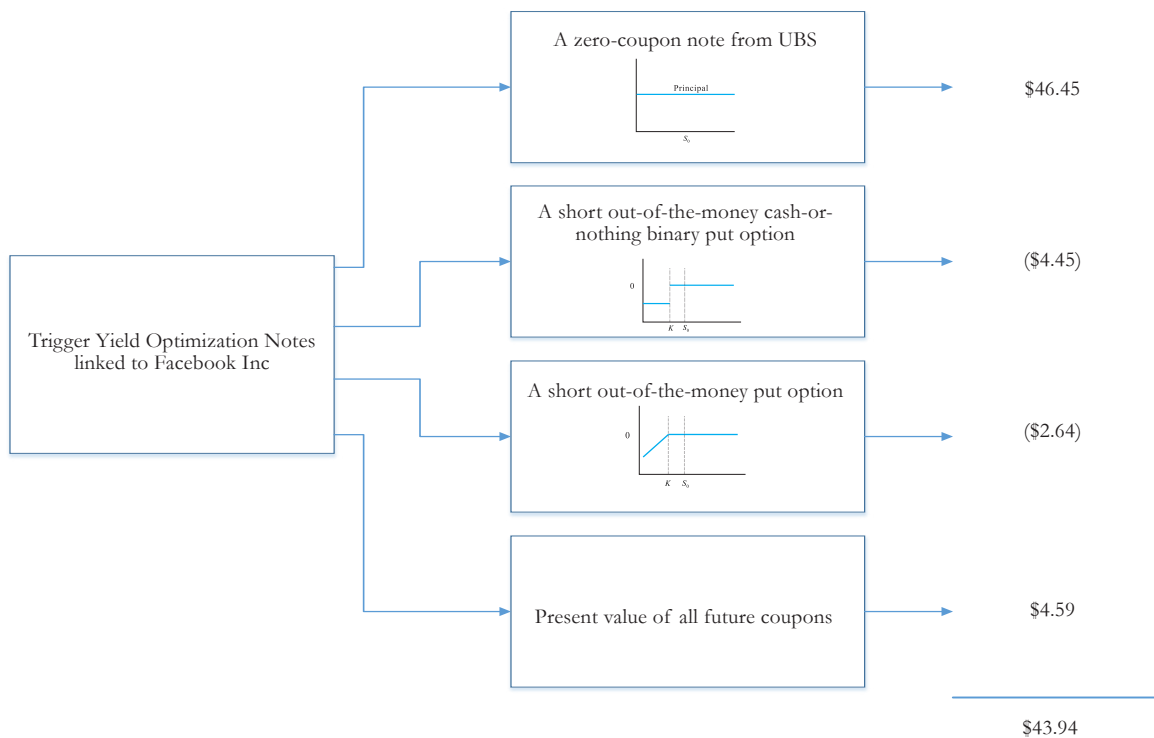 A zero-coupon note from UBS
Principal
S₀
$46.45
A short out-of-the-money cash-or-
nothing binary put option
0
K S₀
($4.45)
Trigger Yield Optimization Notes
linked to Facebook Inc
A short out-of-the-money put option
0
K S₀
($2.64)
Present value of all future coupons
$4.59
$43.94